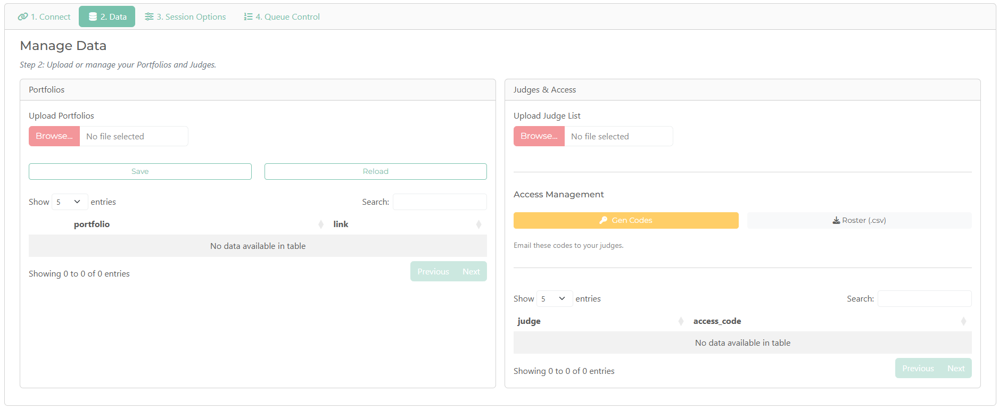 1. Connect
2. Data
3. Session Options
4. Queue Control
Manage Data
Step 2: Upload or manage your Portfolios and Judges.
Portfolios
Upload Portfolios
Browse... No file selected
Save
Reload
Show 5 entries
Search:
portfolio link
No data available in table
Showing 0 to 0 of 0 entries
Previous Next
Judges & Access
Upload Judge List
Browse... No file selected
Access Management
Gen Codes
Roster (.csv)
Email these codes to your judges.
Show 5 entries
Search:
judge access_code
No data available in table
Showing 0 to 0 of 0 entries
Previous Next